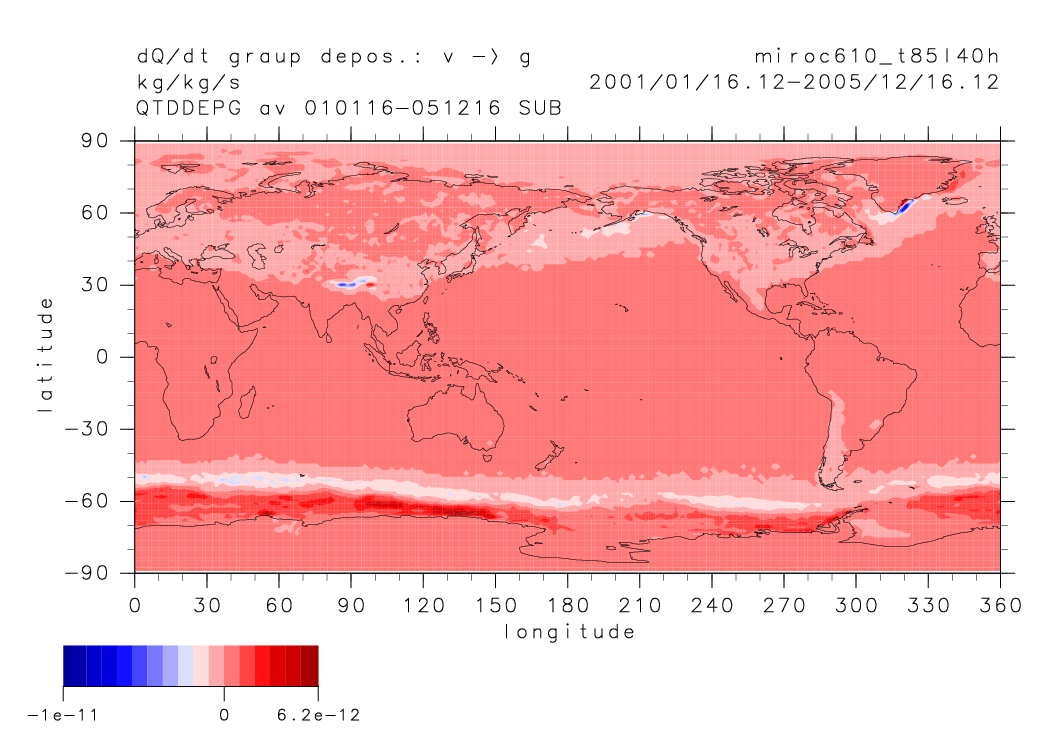 dQ/dt graup depos.: v -> g
miroc610_t85l40h
kg/kg/s
2001/01/16.12-2005/12/16.12
QTDDEPG av 010116-051216 SUB
90
60
30
0
-30
-60
-90
latitude
0 30 60 90 120 150 180 210 240 270 300 330 360
longitude
-1e-11 0 6.2e-12